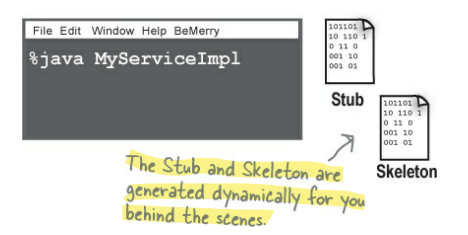 File Edit Window Help BeMerry
%java MyServiceImpl
101101
10 110 1
0 11 0
001 10
001 01
Stub
101101
10 110 1
0 11 0
001 10
001 01
Skeleton
The Stub and Skeleton are
generated dynamically for you
behind the scenes.